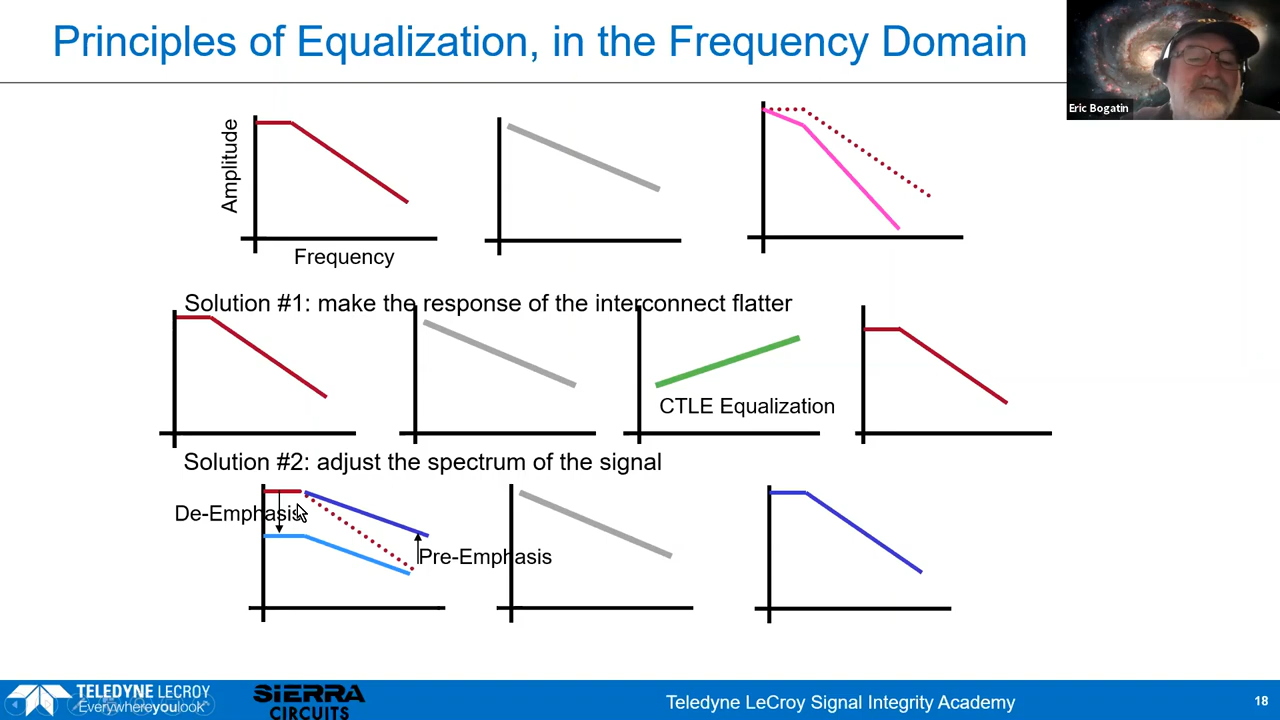 Principles of Equalization, in the Frequency Domain
Eric Bogatin
Amplitude
Frequency
Solution #1: make the response of the interconnect flatter
CTLE Equalization
Solution #2: adjust the spectrum of the signal
De-Emphasis
Pre-Emphasis
TELEDYNE LECROY
Everywhereyoulook
SIERRA
CIRCUITS
Teledyne LeCroy Signal Integrity Academy
18